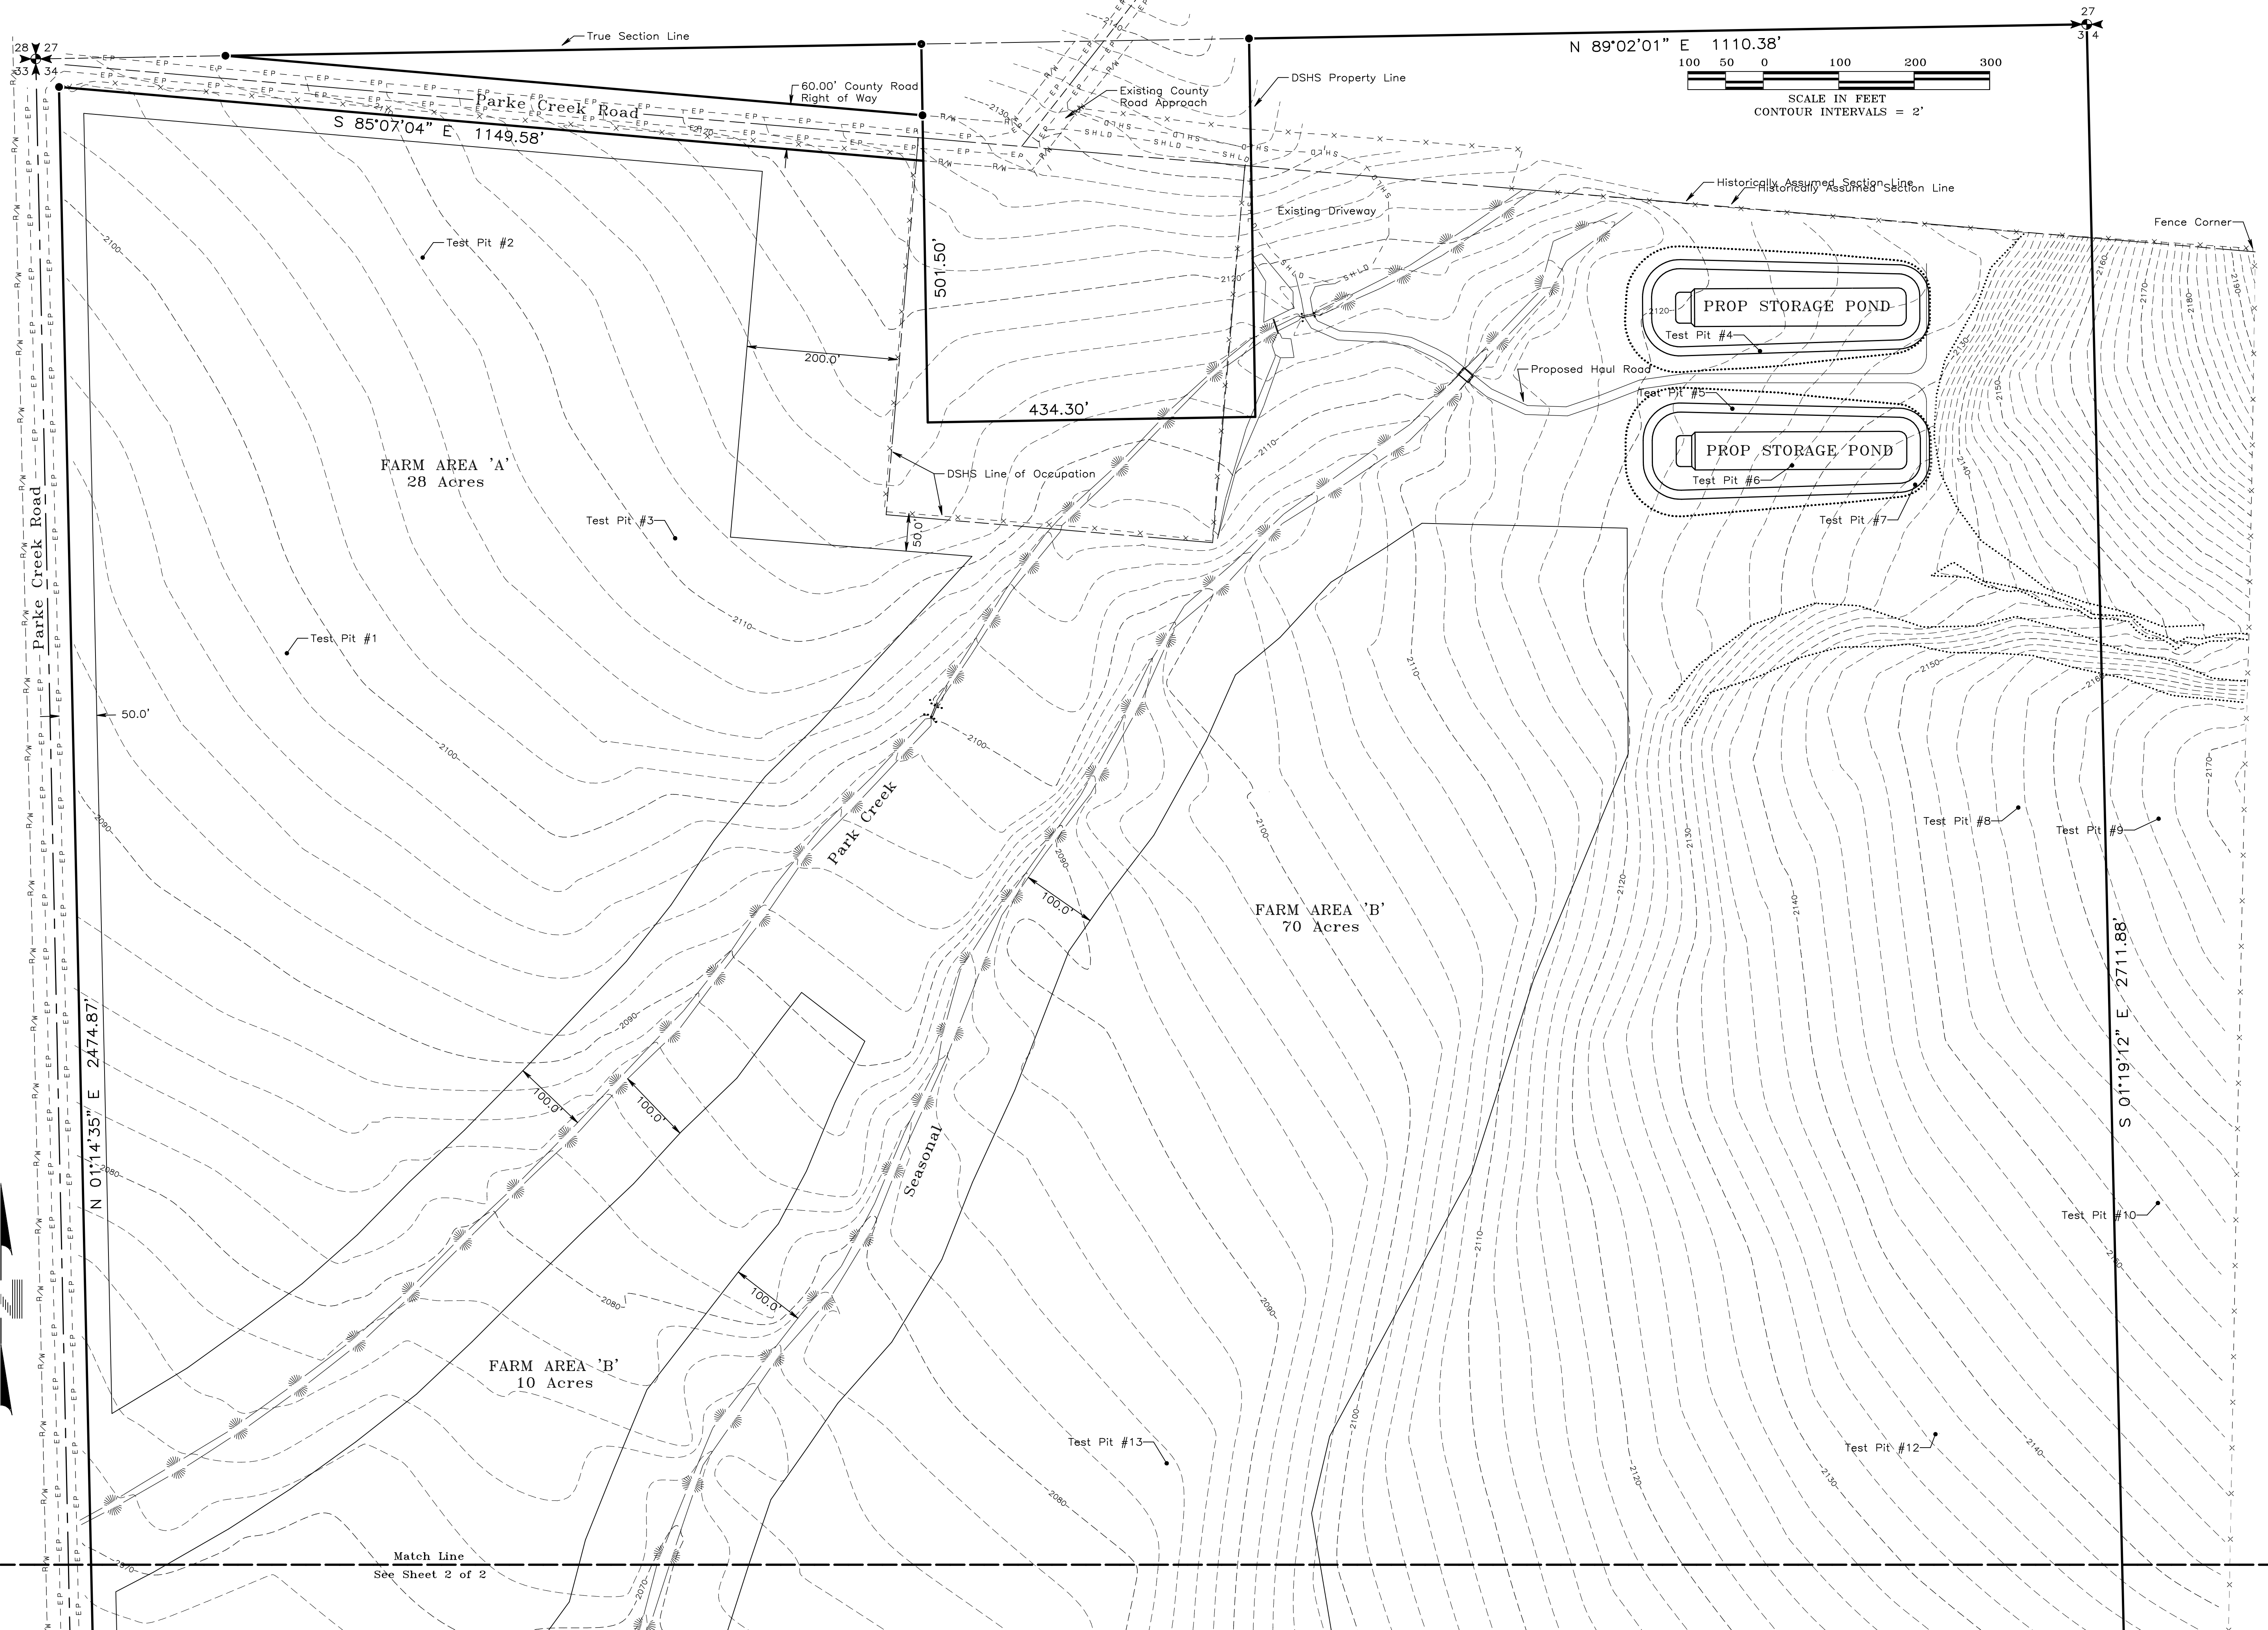 28 27
33 34
True Section Line
27
34
N 89°02'01" E 1110.38'
100 50 0 100 200 300
SCALE IN FEET
CONTOUR INTERVALS = 2'
DSHS Property Line
60.00' County Road
Right of Way
Existing County
Road Approach
Parke Creek Road
S 85°07'04" E 1149.58'
Historically Assumed Section Line
Historically Assumed Section Line
Fence Corner
Existing Driveway
Test Pit #2
501.50'
PROP STORAGE POND
Test Pit #4
200.0'
Proposed Haul Road
Test Pit #5
434.30'
PROP STORAGE POND
Test Pit #6
Test Pit #7
FARM AREA 'A'
28 Acres
DSHS Line of Occupation
Test Pit #3
50.0'
Parke Creek Road
Test Pit #1
50.0'
Park Creek
Test Pit #8
Test Pit #9
100.0'
FARM AREA 'B'
70 Acres
S 01°19'12" E 2711.88'
N 01°14'35" E 2474.87'
100.0'
100.0'
Seasonal
Test Pit #10
N
100.0'
FARM AREA 'B'
10 Acres
Test Pit #13
Test Pit #12
Match Line
See Sheet 2 of 2